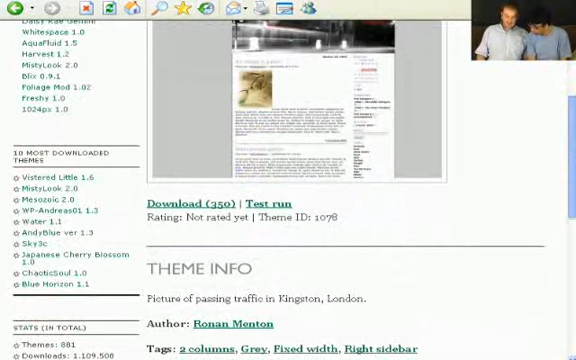 Whitespace 1.0
AquaFluid 1.5
Harvest 1.2
MistyLook 2.0
Blix 0.9.1
Foliage Mod 1.02
Freshy 1.0
1024px 1.0
10 MOST DOWNLOADED
THEMES
Vistered Little 1.6
MistyLook 2.0
Mesozoic 2.0
WP-Andreas01 1.3
Water 1.1
AndyBlue ver 1.3
Sky3c
Japanese Cherry Blossom
1.0
ChaoticSoul 1.0
Blue Horizon 1.1
STATS (IN TOTAL)
Themes: 881
Downloads: 1.109.508
Download (350) | Test run
Rating: Not rated yet | Theme ID: 1078
THEME INFO
Picture of passing traffic in Kingston, London.
Author: Ronan Menton
Tags: 2 columns, Grey, Fixed width, Right sidebar